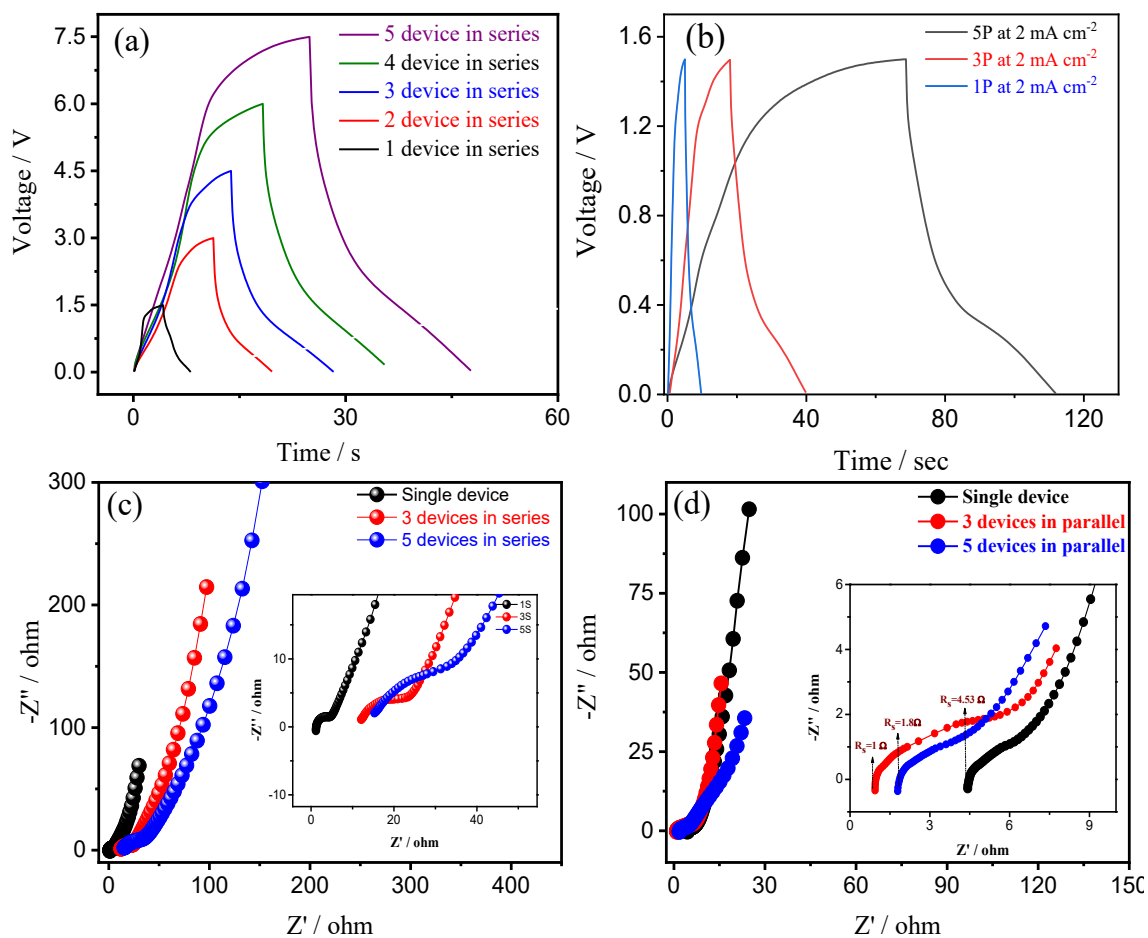 (a)
5 device in series
4 device in series
3 device in series
2 device in series
1 device in series
7.5
6.0
4.5
3.0
1.5
0.0
Voltage / V
0
30
60
Time / s
(b)
5P at 2 mA cm⁻²
3P at 2 mA cm⁻²
1P at 2 mA cm⁻²
1.6
1.2
0.8
0.4
0.0
Voltage / V
0
40
80
120
Time / sec
(c)
Single device
3 devices in series
5 devices in series
300
200
100
0
-Z'' / ohm
0
100
200
300
400
Z' / ohm
1S
3S
5S
10
0
-10
-Z'' / ohm
0
20
40
Z' / ohm
(d)
Single device
3 devices in parallel
5 devices in parallel
100
75
50
25
0
-Z'' / ohm
0
30
60
90
120
150
Z' / ohm
6
4
2
0
-Z'' / ohm
Rs=4.53 Ω
Rs=1.8Ω
Rs=1 Ω
0
3
6
9
Z' / ohm